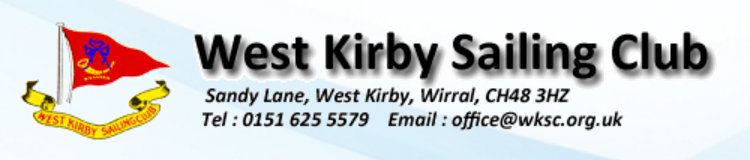 West Kirby Sailing Club
Sandy Lane, West Kirby, Wirral, CH48 3HZ
Tel : 0151 625 5579 Email : office@wksc.org.uk
WEST KIRBY SAILING CLUB